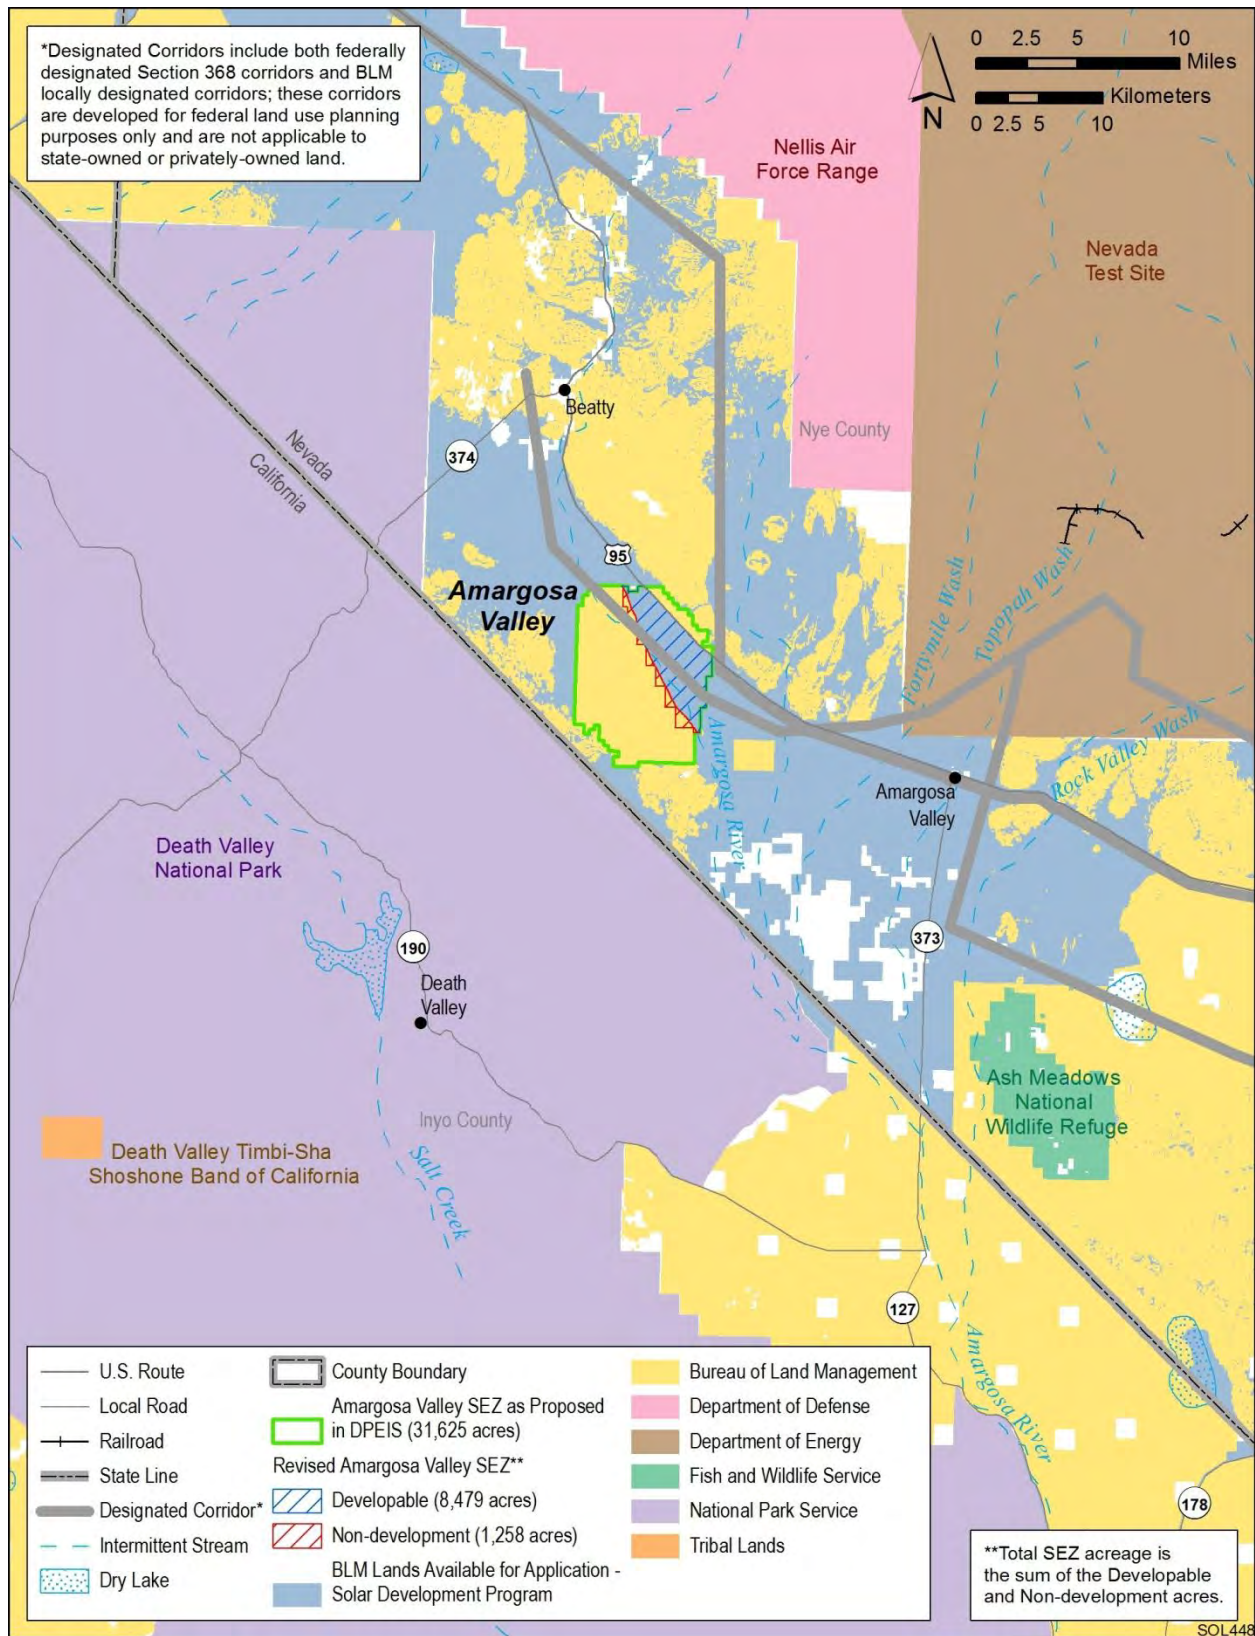 *Designated Corridors include both federally
designated Section 368 corridors and BLM
locally designated corridors; these corridors
are developed for federal land use planning
purposes only and are not applicable to
state-owned or privately-owned land.
0 2.5 5 10
Miles
Kilometers
0 2.5 5 10
N
Nellis Air
Force Range
Nevada
Test Site
Beatty
Nye County
374
Nevada
California
95
Amargosa
Valley
Fortymile Wash
Topopah Wash
Rock Valley Wash
Amargosa River
Amargosa
Valley
Death Valley
National Park
190
373
Death
Valley
Ash Meadows
National
Wildlife Refuge
Inyo County
Death Valley Timbi-Sha
Shoshone Band of California
Salt Creek
127
Amargosa River
178
U.S. Route
Local Road
Railroad
State Line
Designated Corridor*
Intermittent Stream
Dry Lake
County Boundary
Amargosa Valley SEZ as Proposed
in DPEIS (31,625 acres)
Revised Amargosa Valley SEZ**
Developable (8,479 acres)
Non-development (1,258 acres)
BLM Lands Available for Application -
Solar Development Program
Bureau of Land Management
Department of Defense
Department of Energy
Fish and Wildlife Service
National Park Service
Tribal Lands
**Total SEZ acreage is
the sum of the Developable
and Non-development acres.
SOL448